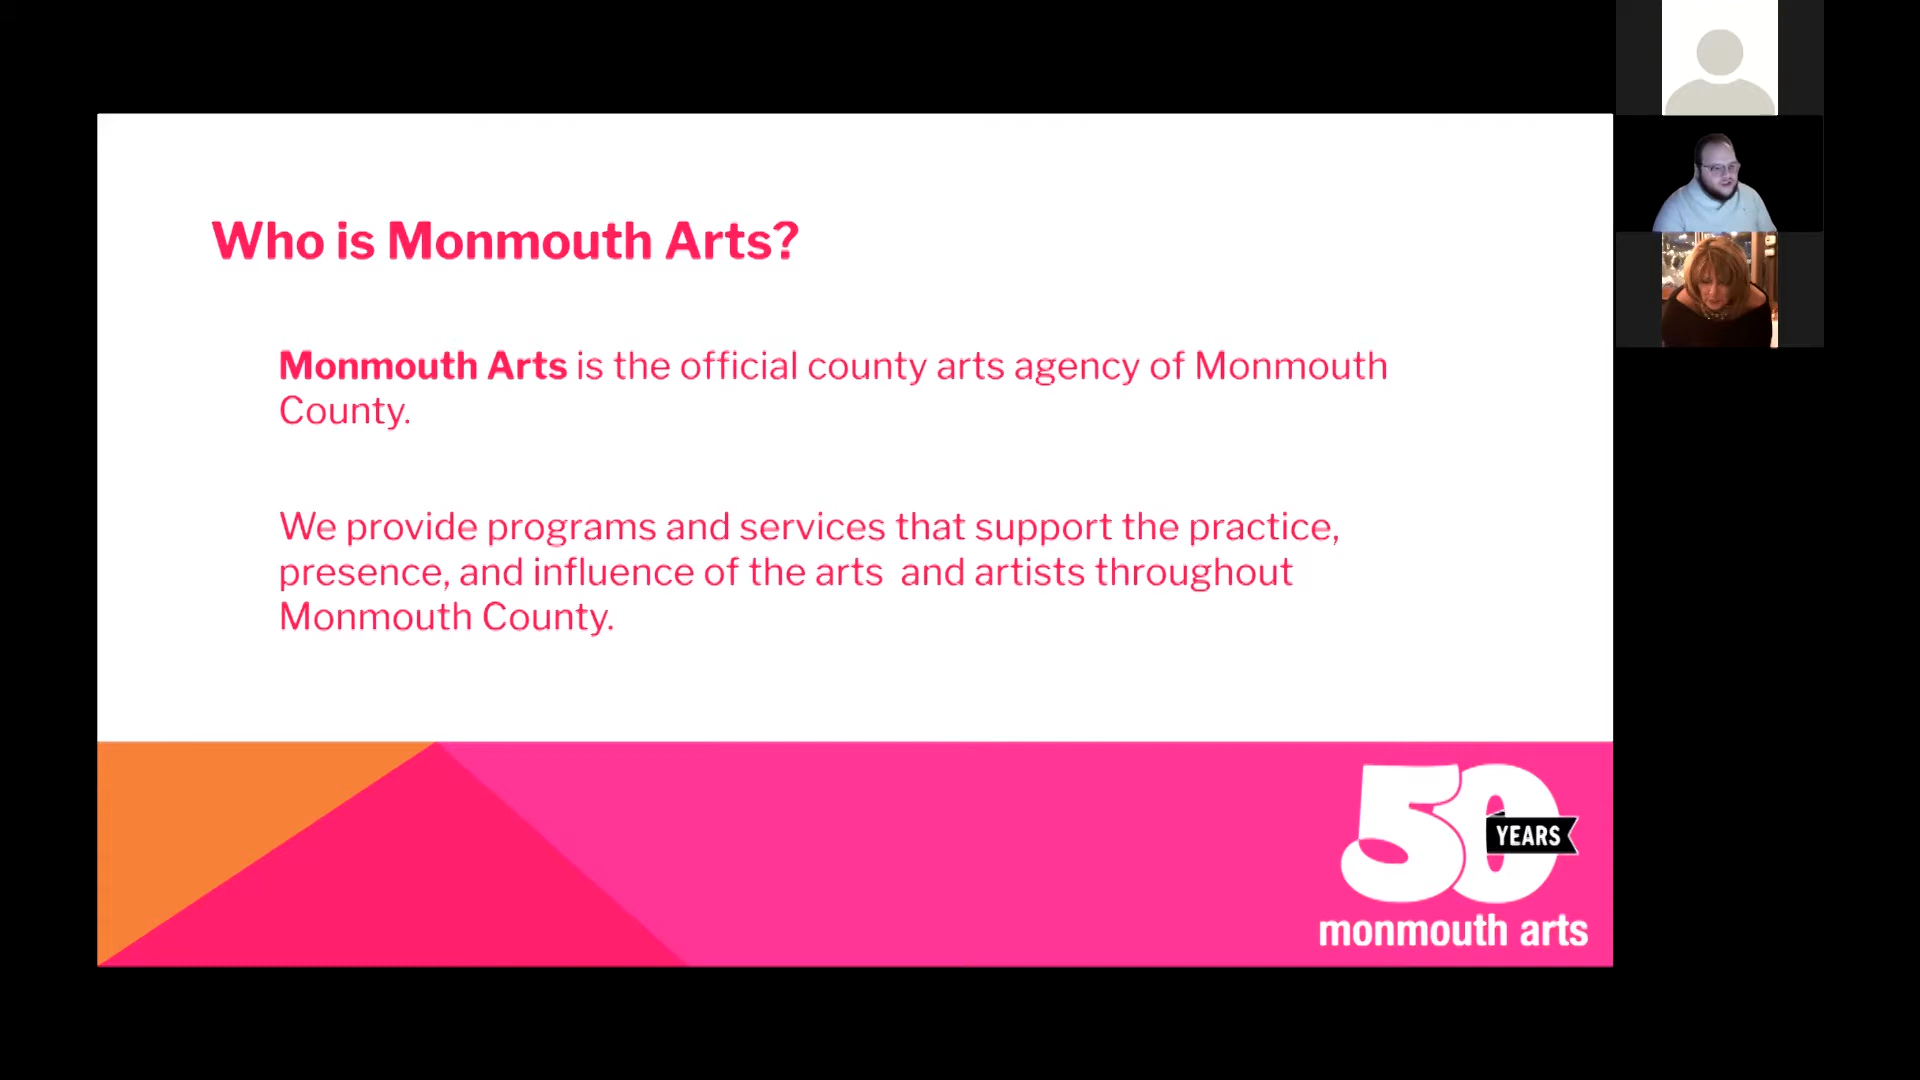 Who is Monmouth Arts?
Monmouth Arts is the official county arts agency of Monmouth
County.
We provide programs and services that support the practice,
presence, and influence of the arts  and artists throughout
Monmouth County.
50
YEARS
monmouth arts